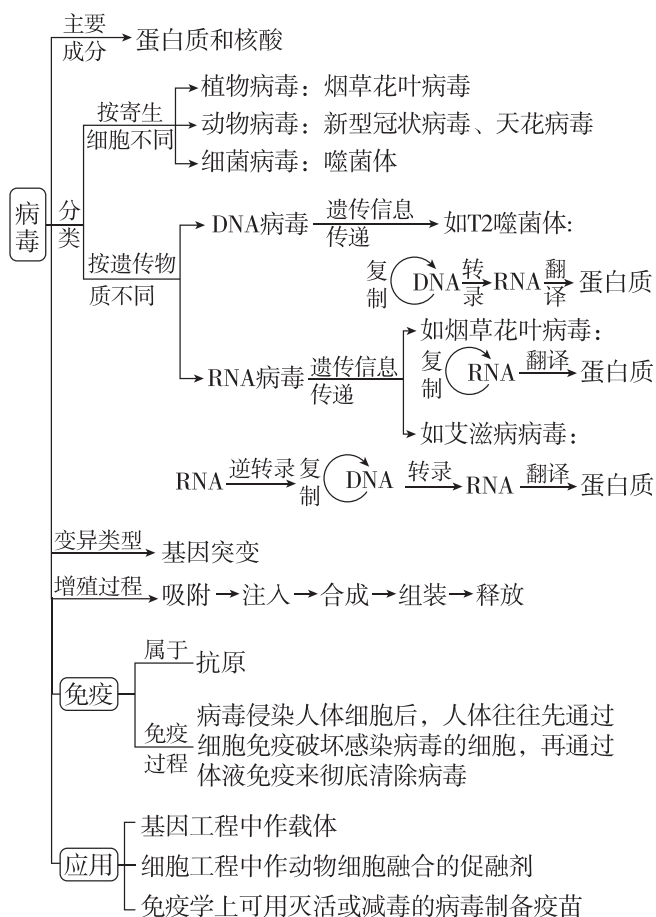 主要
成分
蛋白质和核酸
按寄生
细胞不同
植物病毒：烟草花叶病毒
动物病毒：新型冠状病毒、天花病毒
细菌病毒：噬菌体
病毒
分类
按遗传物
质不同
DNA病毒
遗传信息
传递
如T2噬菌体:
复制
DNA
转录
RNA
翻译
蛋白质
RNA病毒
遗传信息
传递
如烟草花叶病毒：
复制
RNA
翻译
蛋白质
如艾滋病病毒：
RNA
逆转录
复制
DNA
转录
RNA
翻译
蛋白质
变异类型
基因突变
增殖过程
吸附→注入→合成→组装→释放
免疫
属于
抗原
免疫
过程
病毒侵染人体细胞后，人体往往先通过
细胞免疫破坏感染病毒的细胞，再通过
体液免疫来彻底清除病毒
应用
基因工程中作载体
细胞工程中作动物细胞融合的促融剂
免疫学上可用灭活或减毒的病毒制备疫苗